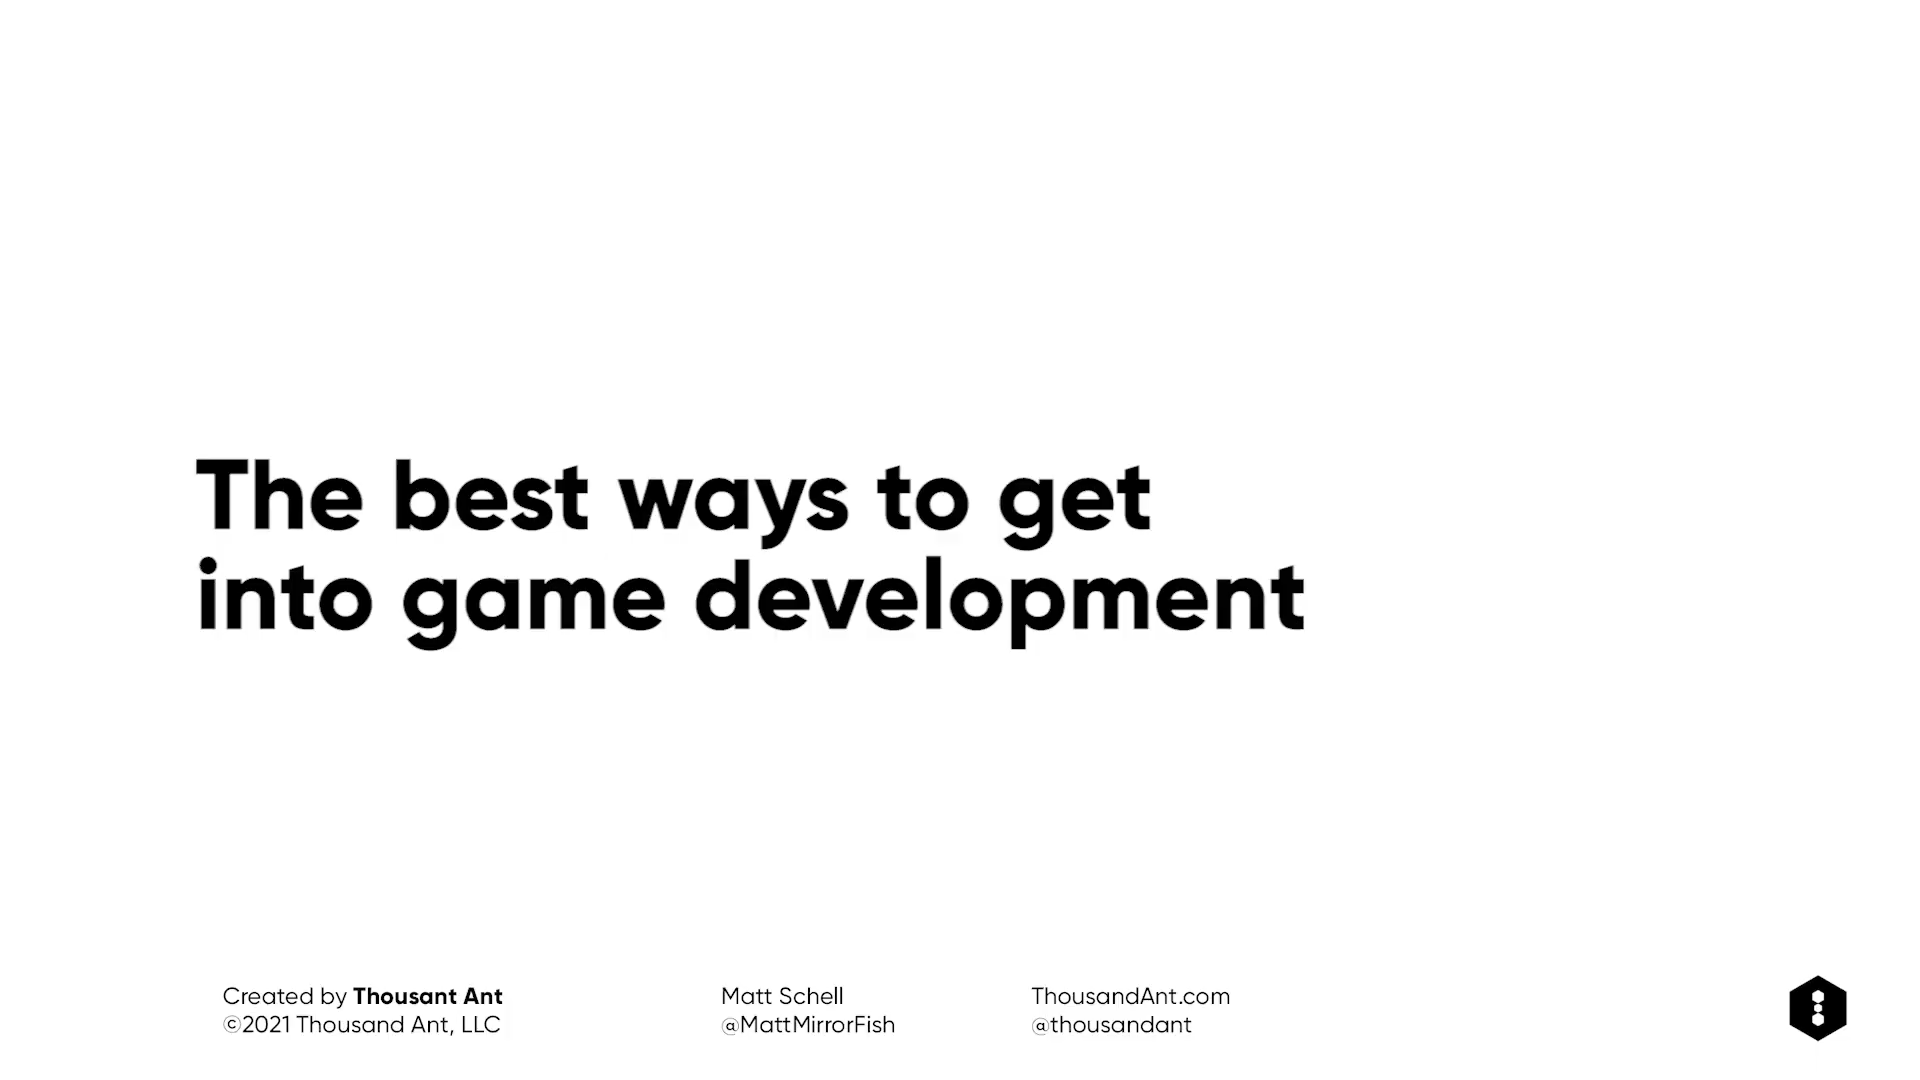 The best ways to get
into game development
Created by Thousant Ant
©2021 Thousand Ant, LLC
Matt Schell
@MattMirrorFish
ThousandAnt.com
@thousandant